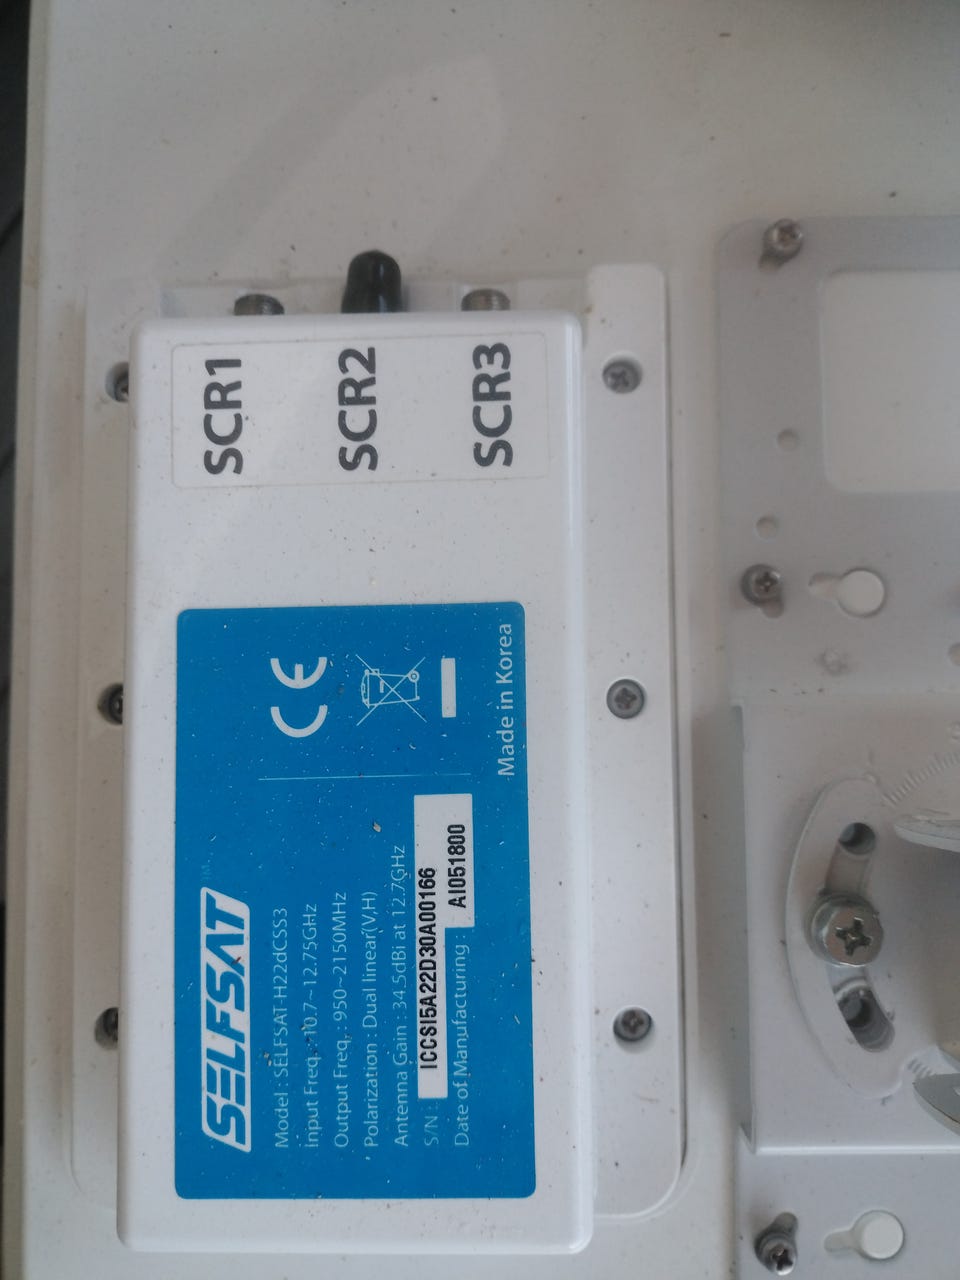 SCR1
SCR2
SCR3
SELFSAT™
Model : SELFSAT-H22dCSS3
Input Freq. : 10.7~12.75GHz
Output Freq. : 950~2150MHz
Polarization : Dual linear(V,H)
Antenna Gain : 34.5dBi at 12.7GHz
S/N : ICCSI5A22D30A00166
Date of Manufacturing : AI051800
CE
Made in Korea